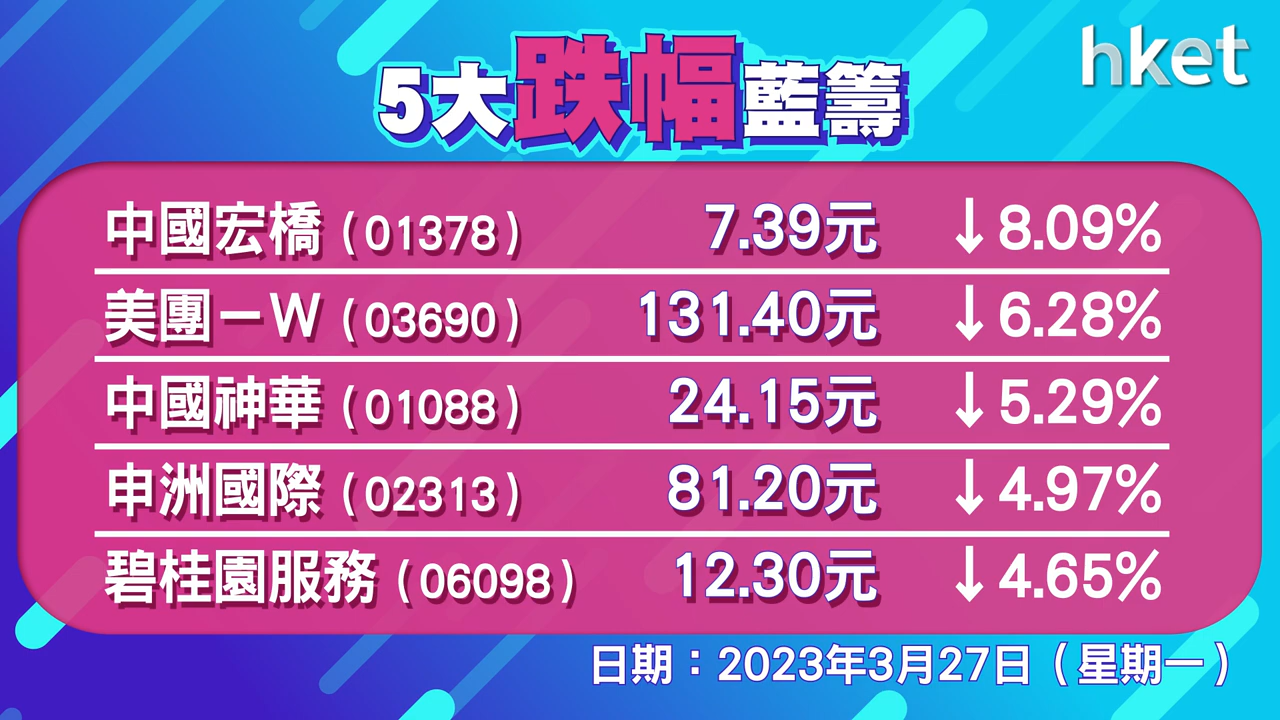 hket
5大跌幅藍籌
中國宏橋（01378） 7.39元 ↓8.09%
美團－W（03690） 131.40元 ↓6.28%
中國神華（01088） 24.15元 ↓5.29%
申洲國際（02313） 81.20元 ↓4.97%
碧桂園服務（06098） 12.30元 ↓4.65%
日期：2023年3月27日（星期一）